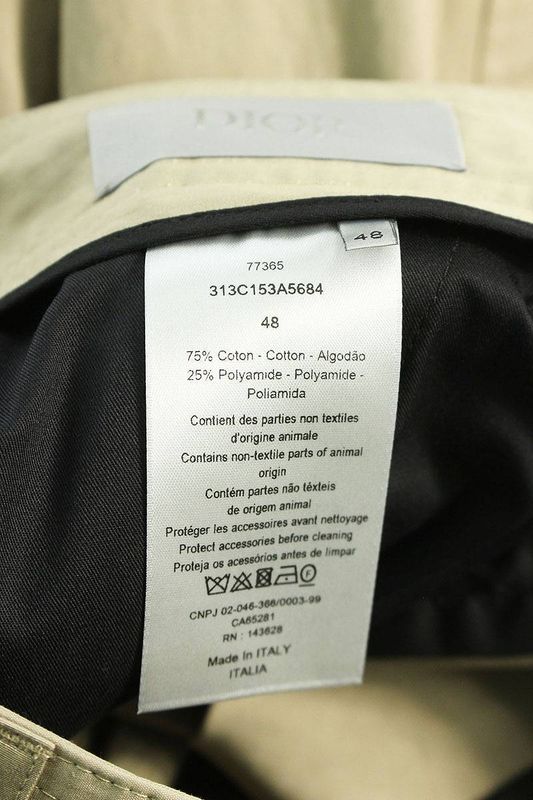 DIOR
48
77365
313C153A5684
48
75% Coton - Cotton - Algodão
25% Polyamide - Polyamide -
Poliamida
Contient des parties non textiles
d'origine animale
Contains non-textile parts of animal
origin
Contém partes não têxteis
de origem animal
Protéger les accessoires avant nettoyage
Protect accessories before cleaning
Proteja os acessórios antes de limpar
F
CNPJ 02-046-366/0003-99
CA65281
RN : 143628
Made in ITALY
ITALIA